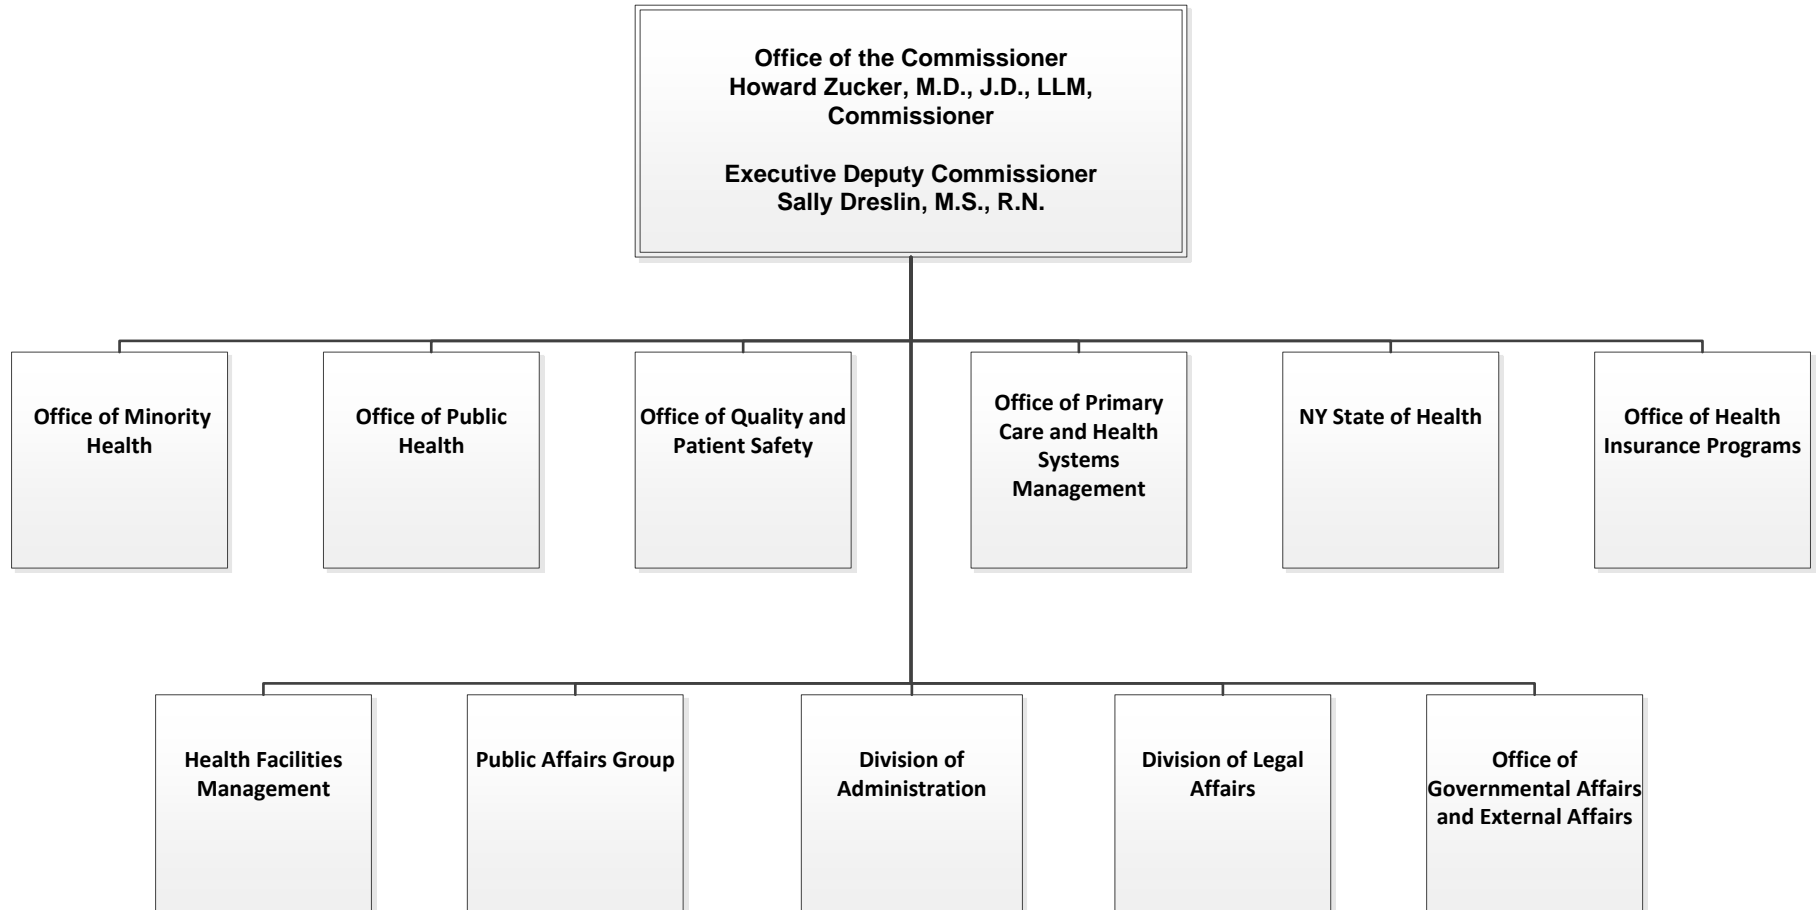 Office of the Commissioner
Howard Zucker, M.D., J.D., LLM,
Commissioner
Executive Deputy Commissioner
Sally Dreslin, M.S., R.N.
Office of Minority
Health
Office of Public
Health
Office of Quality and
Patient Safety
Office of Primary
Care and Health
Systems
Management
NY State of Health
Office of Health
Insurance Programs
Health Facilities
Management
Public Affairs Group
Division of
Administration
Division of Legal
Affairs
Office of
Governmental Affairs
and External Affairs